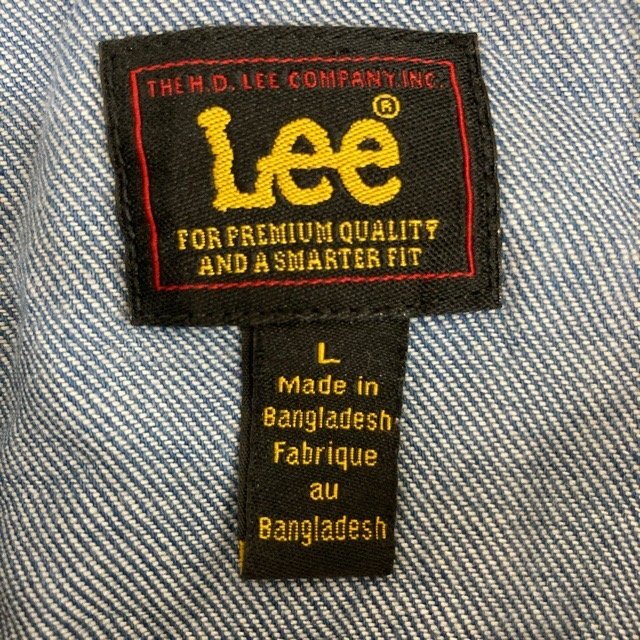 THE H.D. LEE COMPANY, INC.
Lee®
FOR PREMIUM QUALITY
AND A SMARTER FIT
L
Made in
Bangladesh
Fabrique
au
Bangladesh